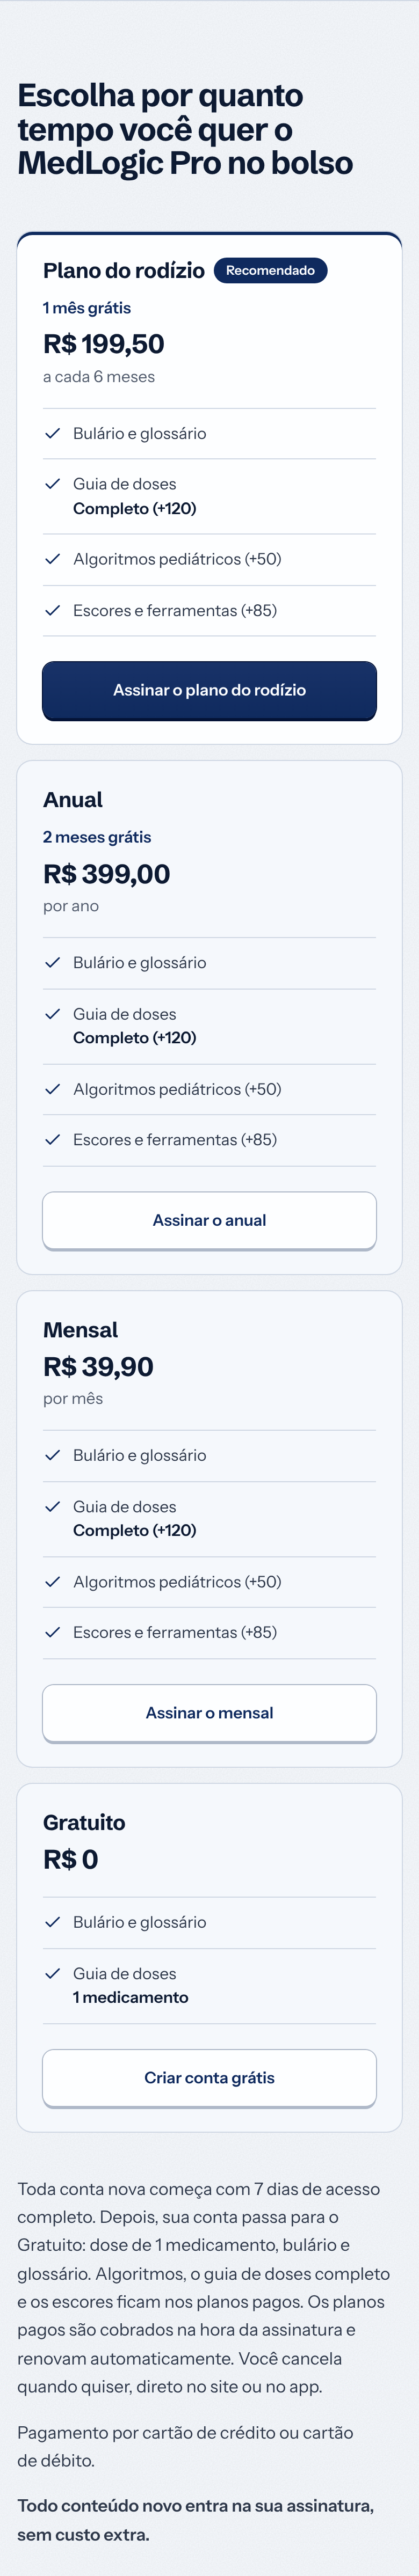 Escolha por quanto
tempo você quer o
MedLogic Pro no bolso
Plano do rodízio Recomendado
1 mês grátis
R$ 199,50
a cada 6 meses
Bulário e glossário
Guia de doses
Completo (+120)
Algoritmos pediátricos (+50)
Escores e ferramentas (+85)
Assinar o plano do rodízio
Anual
2 meses grátis
R$ 399,00
por ano
Bulário e glossário
Guia de doses
Completo (+120)
Algoritmos pediátricos (+50)
Escores e ferramentas (+85)
Assinar o anual
Mensal
R$ 39,90
por mês
Bulário e glossário
Guia de doses
Completo (+120)
Algoritmos pediátricos (+50)
Escores e ferramentas (+85)
Assinar o mensal
Gratuito
R$ 0
Bulário e glossário
Guia de doses
1 medicamento
Criar conta grátis
Toda conta nova começa com 7 dias de acesso
completo. Depois, sua conta passa para o
Gratuito: dose de 1 medicamento, bulário e
glossário. Algoritmos, o guia de doses completo
e os escores ficam nos planos pagos. Os planos
pagos são cobrados na hora da assinatura e
renovam automaticamente. Você cancela
quando quiser, direto no site ou no app.
Pagamento por cartão de crédito ou cartão
de débito.
Todo conteúdo novo entra na sua assinatura,
sem custo extra.